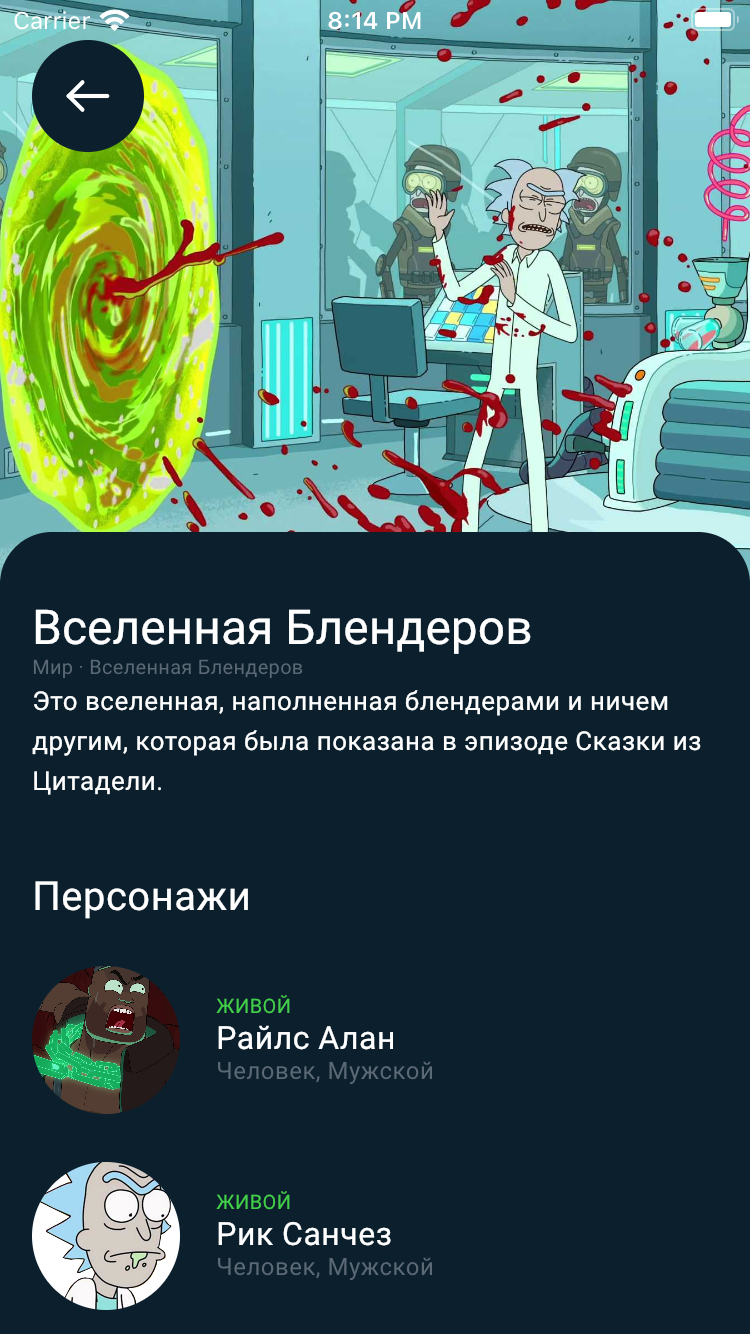 Carrier 8:14 PM
Вселенная Блендеров
Мир · Вселенная Блендеров
Это вселенная, наполненная блендерами и ничем
другим, которая была показана в эпизоде Сказки из
Цитадели.
Персонажи
ЖИВОЙ
Райлс Алан
Человек, Мужской
ЖИВОЙ
Рик Санчез
Человек, Мужской